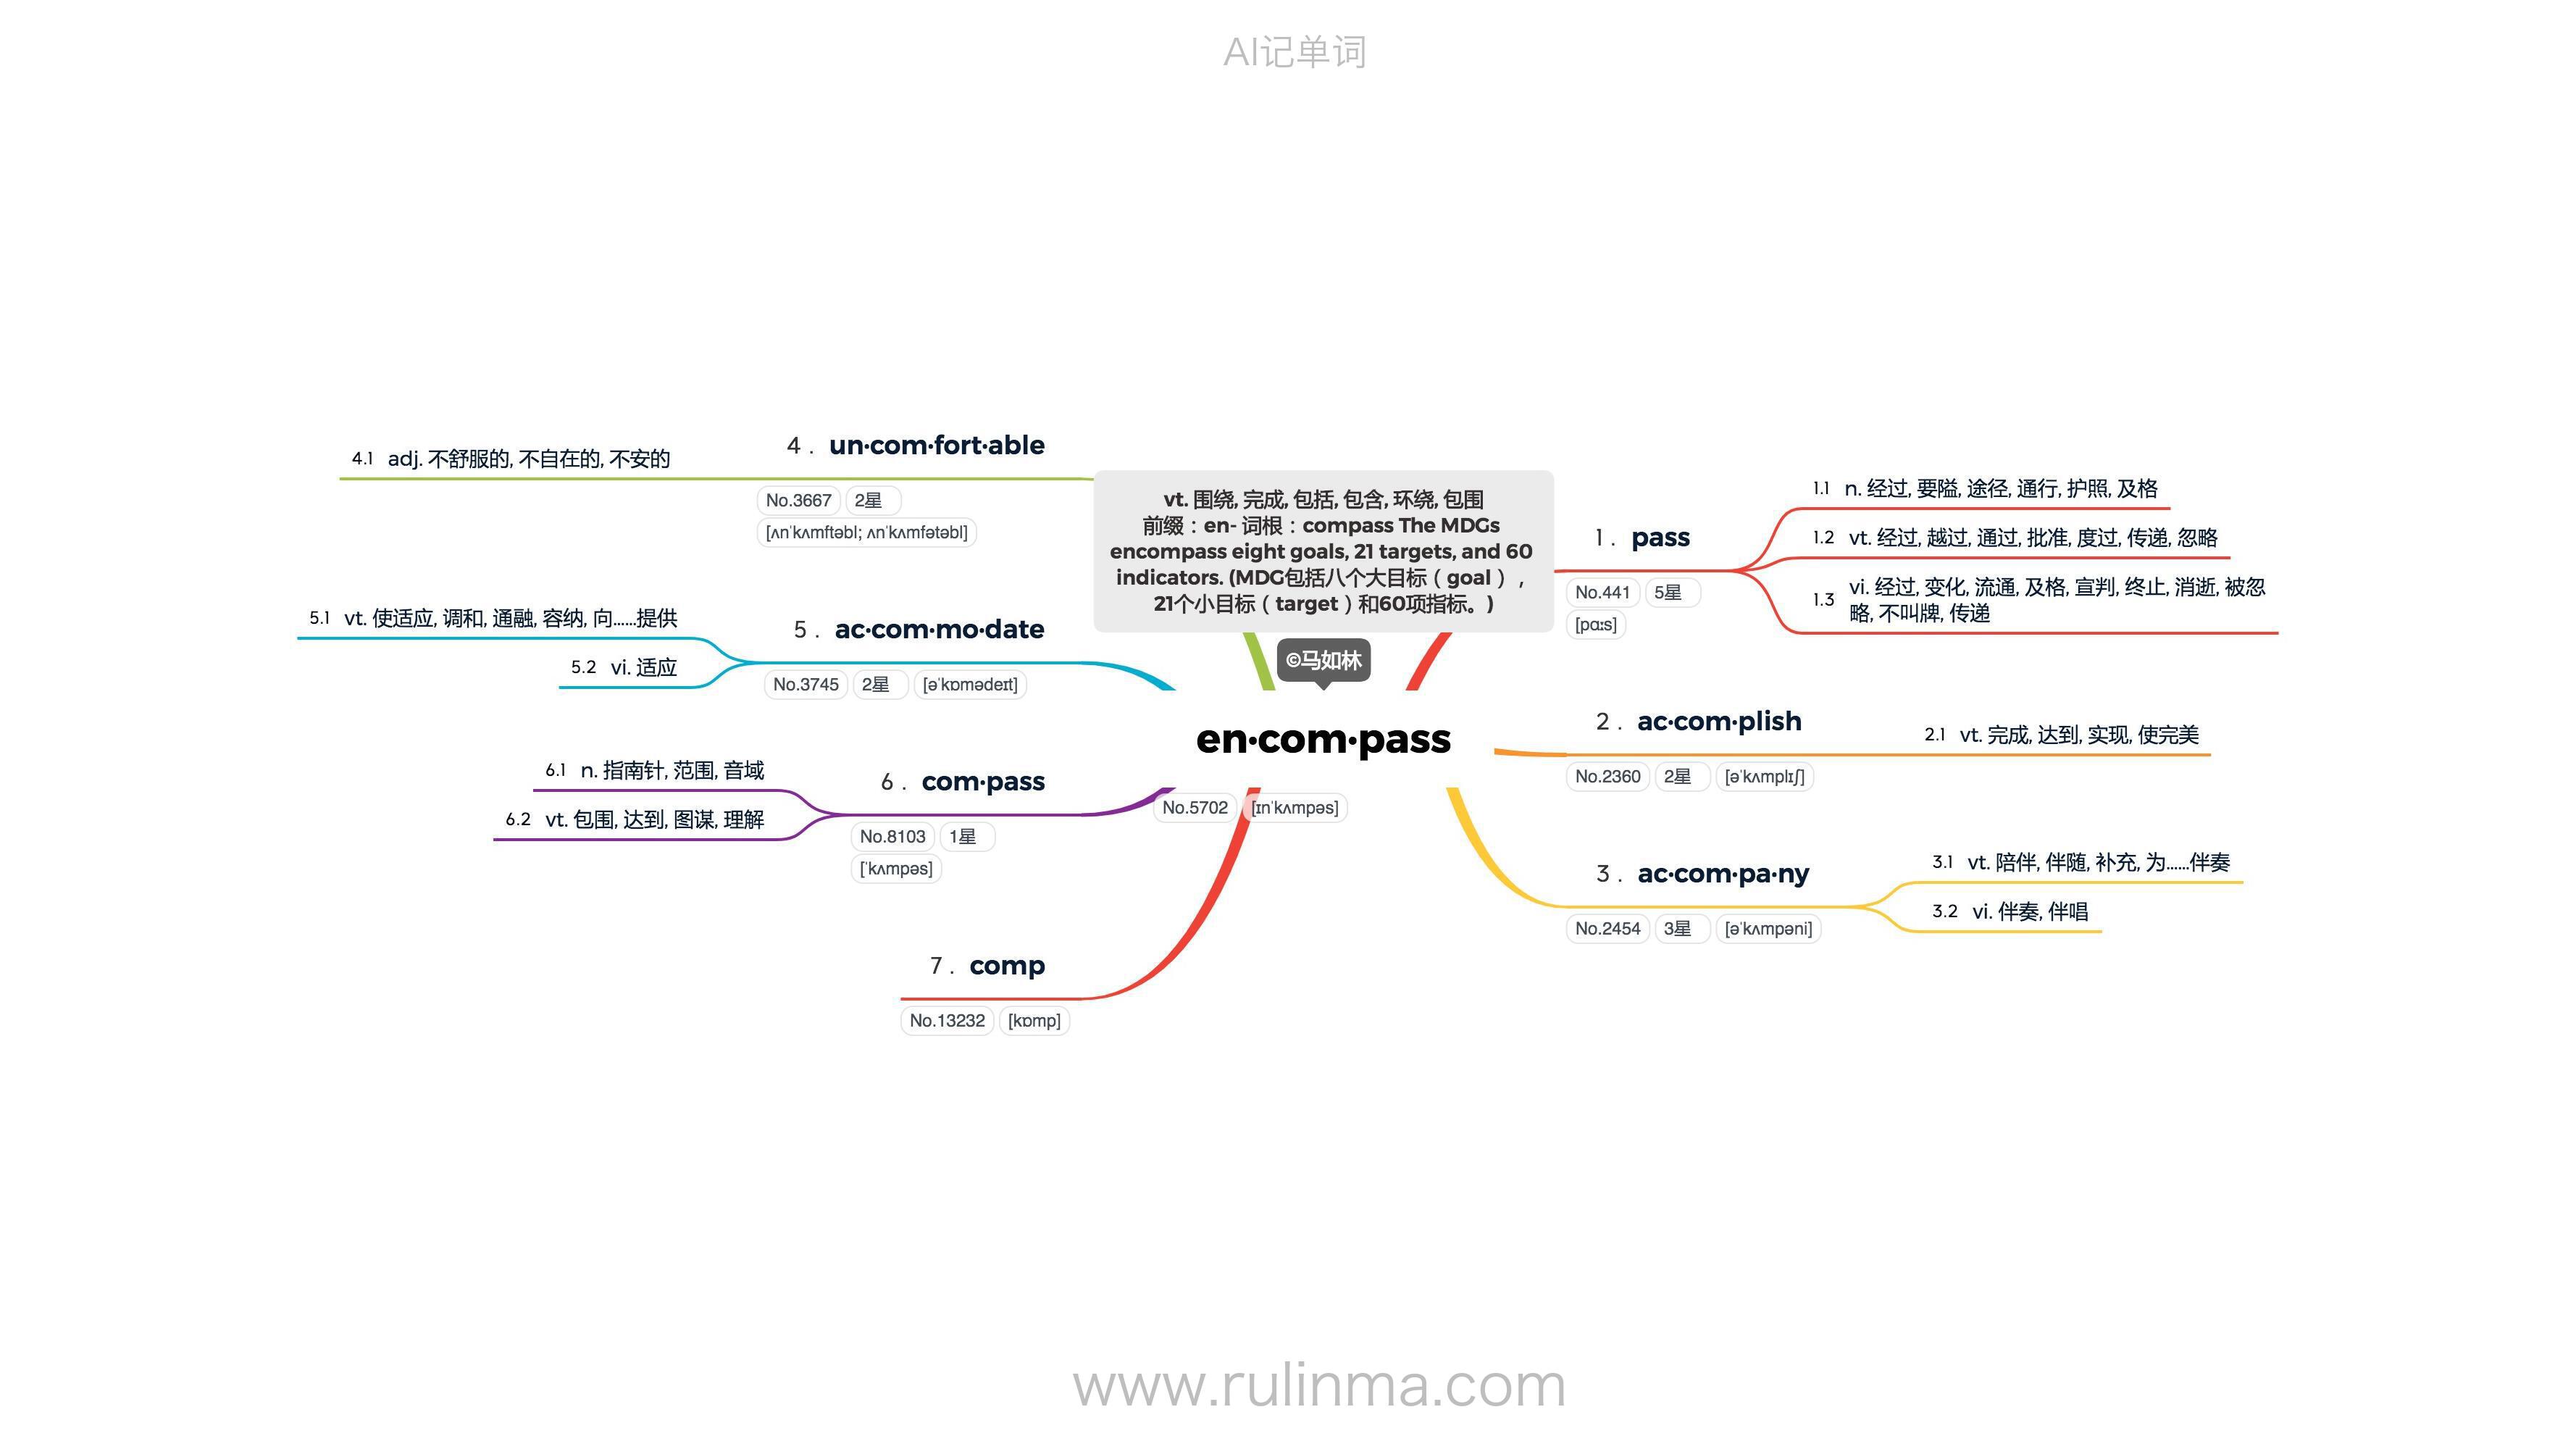 AI记单词
vt. 围绕, 完成, 包括, 包含, 环绕, 包围
前缀：en- 词根：compass The MDGs
encompass eight goals, 21 targets, and 60
indicators. (MDG包括八个大目标（goal），
21个小目标（target）和60项指标。)
©马如林
en·com·pass
No.5702 [ɪnˈkʌmpəs]
1 . pass
No.441 5星
[pɑːs]
1.1 n. 经过, 要隘, 途径, 通行, 护照, 及格
1.2 vt. 经过, 越过, 通过, 批准, 度过, 传递, 忽略
1.3 vi. 经过, 变化, 流通, 及格, 宣判, 终止, 消逝, 被忽
略, 不叫牌, 传递
2 . ac·com·plish
No.2360 2星 [əˈkʌmplɪʃ]
2.1 vt. 完成, 达到, 实现, 使完美
3 . ac·com·pa·ny
No.2454 3星 [əˈkʌmpəni]
3.1 vt. 陪伴, 伴随, 补充, 为……伴奏
3.2 vi. 伴奏, 伴唱
4 . un·com·fort·able
No.3667 2星
[ʌnˈkʌmftəbl; ʌnˈkʌmfətəbl]
4.1 adj. 不舒服的, 不自在的, 不安的
5 . ac·com·mo·date
No.3745 2星 [əˈkɒmədeɪt]
5.1 vt. 使适应, 调和, 通融, 容纳, 向……提供
5.2 vi. 适应
6 . com·pass
No.8103 1星
[ˈkʌmpəs]
6.1 n. 指南针, 范围, 音域
6.2 vt. 包围, 达到, 图谋, 理解
7 . comp
No.13232 [kɒmp]
www.rulinma.com